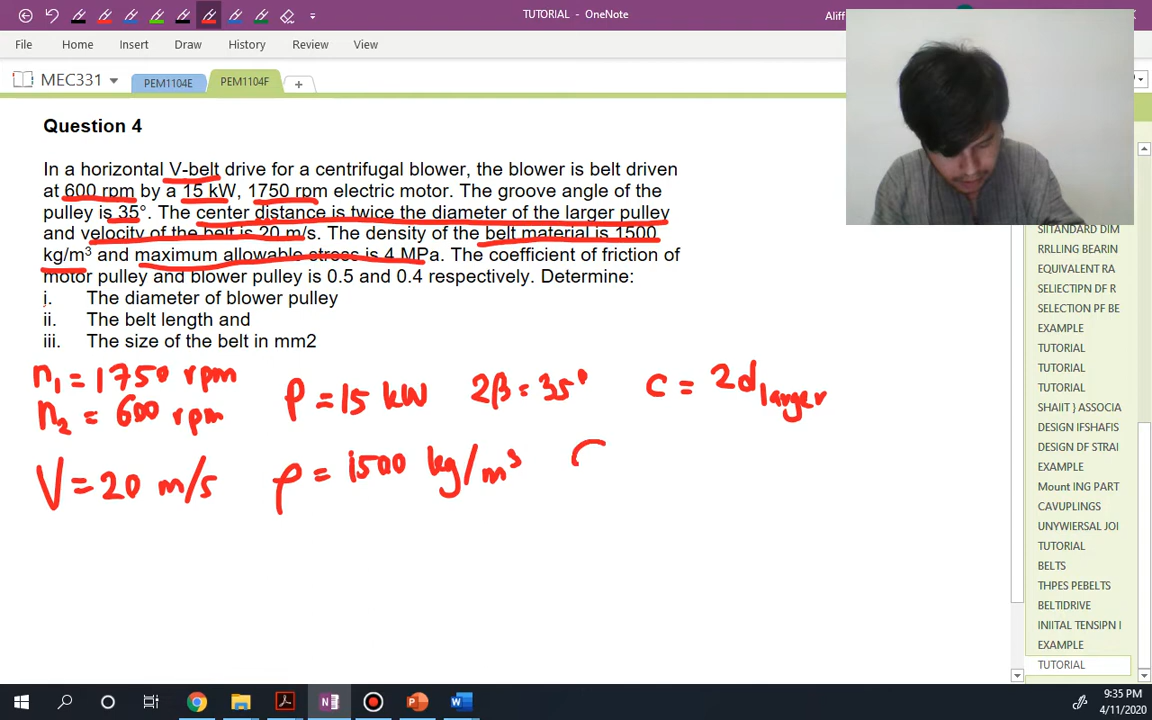 TUTORIAL - OneNote
Aliff
File Home Insert Draw History Review View
MEC331 PEM1104E PEM1104F
Question 4
In a horizontal V-belt drive for a centrifugal blower, the blower is belt driven
at 600 rpm by a 15 kW, 1750 rpm electric motor. The groove angle of the
pulley is 35°. The center distance is twice the diameter of the larger pulley
and velocity of the belt is 20 m/s. The density of the belt material is 1500
kg/m³ and maximum allowable stress is 4 MPa. The coefficient of friction of
motor pulley and blower pulley is 0.5 and 0.4 respectively. Determine:
i. The diameter of blower pulley
ii. The belt length and
iii. The size of the belt in mm2
n₁ = 1750 rpm P = 15 kW 2β = 35° c = 2d larger
n₂ = 600 rpm
V = 20 m/s ρ = 1500 kg/m³
SIITANDARD DIM
RRLLING BEARIN
EQUIVALENT RA
SELIECTIPN DF R
SELECTION PF BE
EXAMPLE
TUTORIAL
TUTORIAL
TUTORIAL
SHAIIT } ASSOCIA
DESIGN IFSHAFIS
DESIGN DF STRAI
EXAMPLE
Mount ING PART
CAVUPLINGS
UNYWIERSAL JOI
TUTORIAL
BELTS
THPES PEBELTS
BELTIDRIVE
INIITAL TENSIPN I
EXAMPLE
TUTORIAL
9:35 PM
4/11/2020